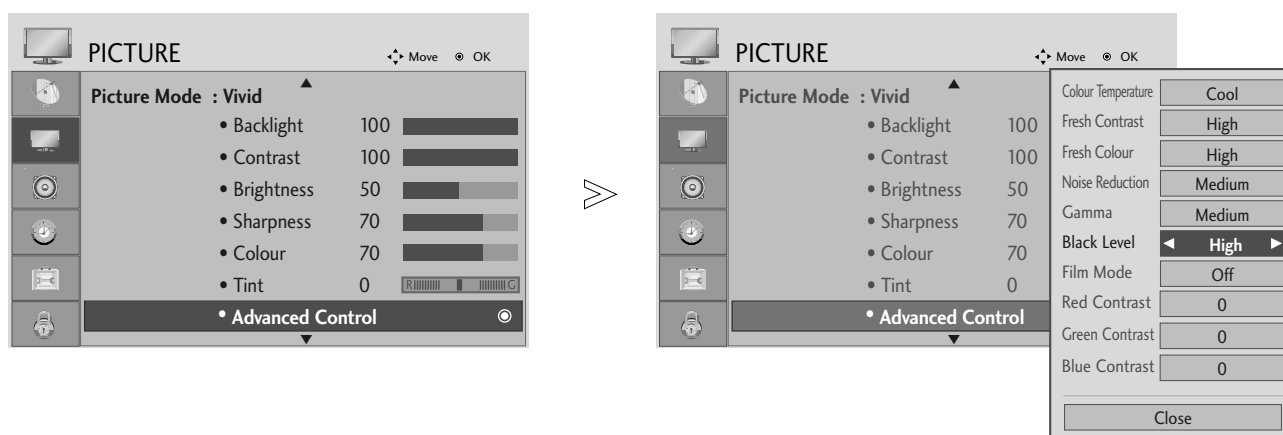 PICTURE Move OK
Picture Mode : Vivid
• Backlight 100
• Contrast 100
• Brightness 50
• Sharpness 70
• Colour 70
• Tint 0 R G
• Advanced Control
PICTURE Move OK
Picture Mode : Vivid
• Backlight 100
• Contrast 100
• Brightness 50
• Sharpness 70
• Colour 70
• Tint 0
• Advanced Control
Colour Temperature Cool
Fresh Contrast High
Fresh Colour High
Noise Reduction Medium
Gamma Medium
Black Level High
Film Mode Off
Red Contrast 0
Green Contrast 0
Blue Contrast 0
Close